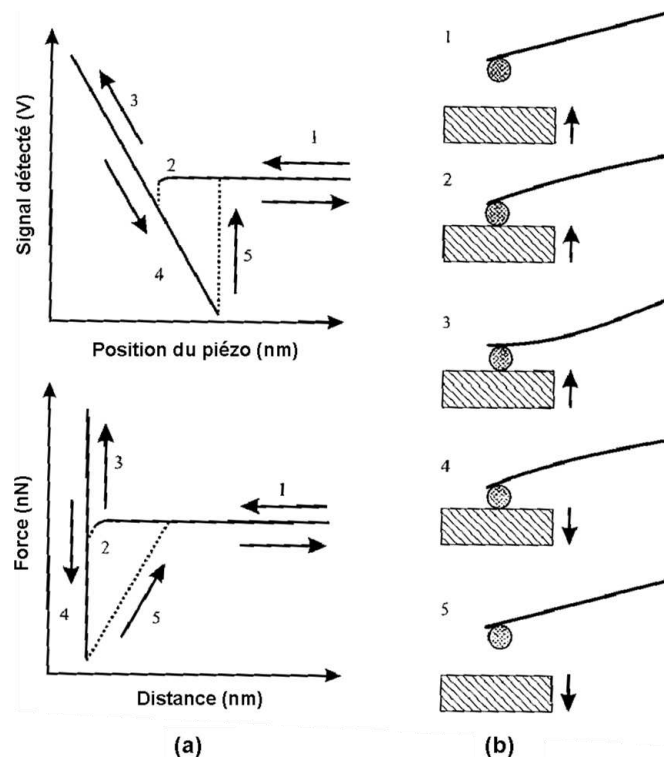 Signal détecté (V)
3
1
2
4
5
Position du piézo (nm)
Force (nN)
3
1
2
4
5
Distance (nm)
(a)
1
2
3
4
5
(b)